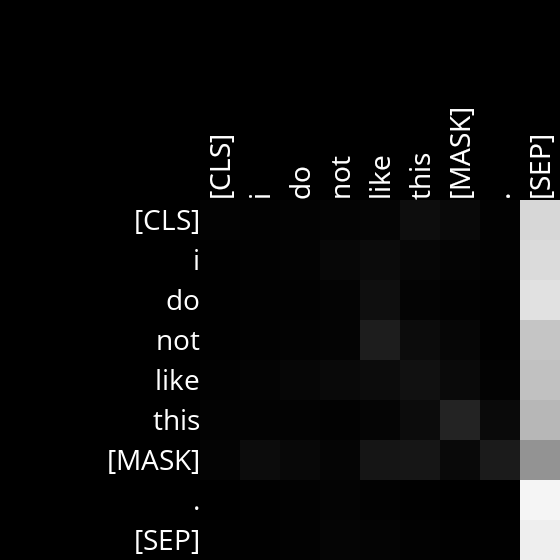 [CLS] i do not like this [MASK] . [SEP]
[CLS]
i
do
not
like
this
[MASK]
.
[SEP]